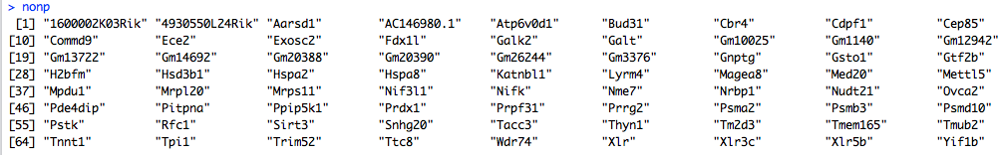 > nonp
[1] "1600002K03Rik" "4930550L24Rik" "Aarsd1" "AC146980.1" "Atp6v0d1" "Bud31" "Cbr4" "Cdpf1" "Cep85"
[10] "Commd9" "Ece2" "Exosc2" "Fdx1l" "Galk2" "Galt" "Gm10025" "Gm1140" "Gm12942"
[19] "Gm13722" "Gm14692" "Gm20388" "Gm20390" "Gm26244" "Gm3376" "Gnptg" "Gsto1" "Gtf2b"
[28] "H2bfm" "Hsd3b1" "Hspa2" "Hspa8" "Katnbl1" "Lyrm4" "Magea8" "Med20" "Mettl5"
[37] "Mpdu1" "Mrpl20" "Mrps11" "Nif3l1" "Nifk" "Nme7" "Nrbp1" "Nudt21" "Ovca2"
[46] "Pde4dip" "Pitpna" "Ppip5k1" "Prdx1" "Prpf31" "Prrg2" "Psma2" "Psmb3" "Psmd10"
[55] "Pstk" "Rfc1" "Sirt3" "Snhg20" "Tacc3" "Thyn1" "Tm2d3" "Tmem165" "Tmub2"
[64] "Tnnt1" "Tpi1" "Trim52" "Ttc8" "Wdr74" "Xlr" "Xlr3c" "Xlr5b" "Yif1b"